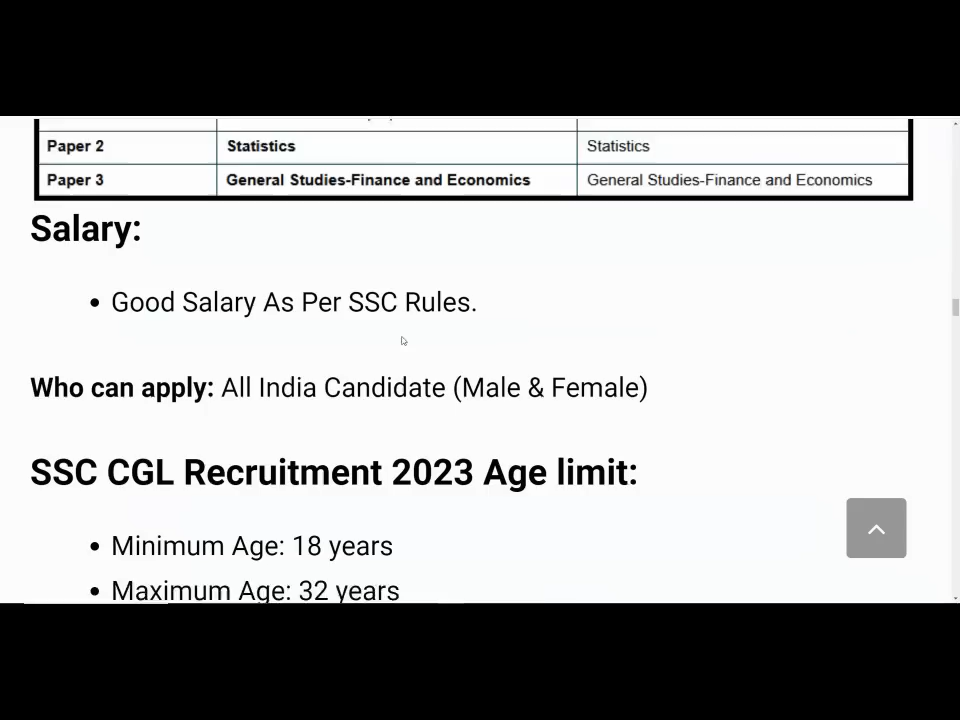 Paper 2 Statistics Statistics
Paper 3 General Studies-Finance and Economics General Studies-Finance and Economics
Salary:
• Good Salary As Per SSC Rules.
Who can apply: All India Candidate (Male & Female)
SSC CGL Recruitment 2023 Age limit:
• Minimum Age: 18 years
• Maximum Age: 32 years